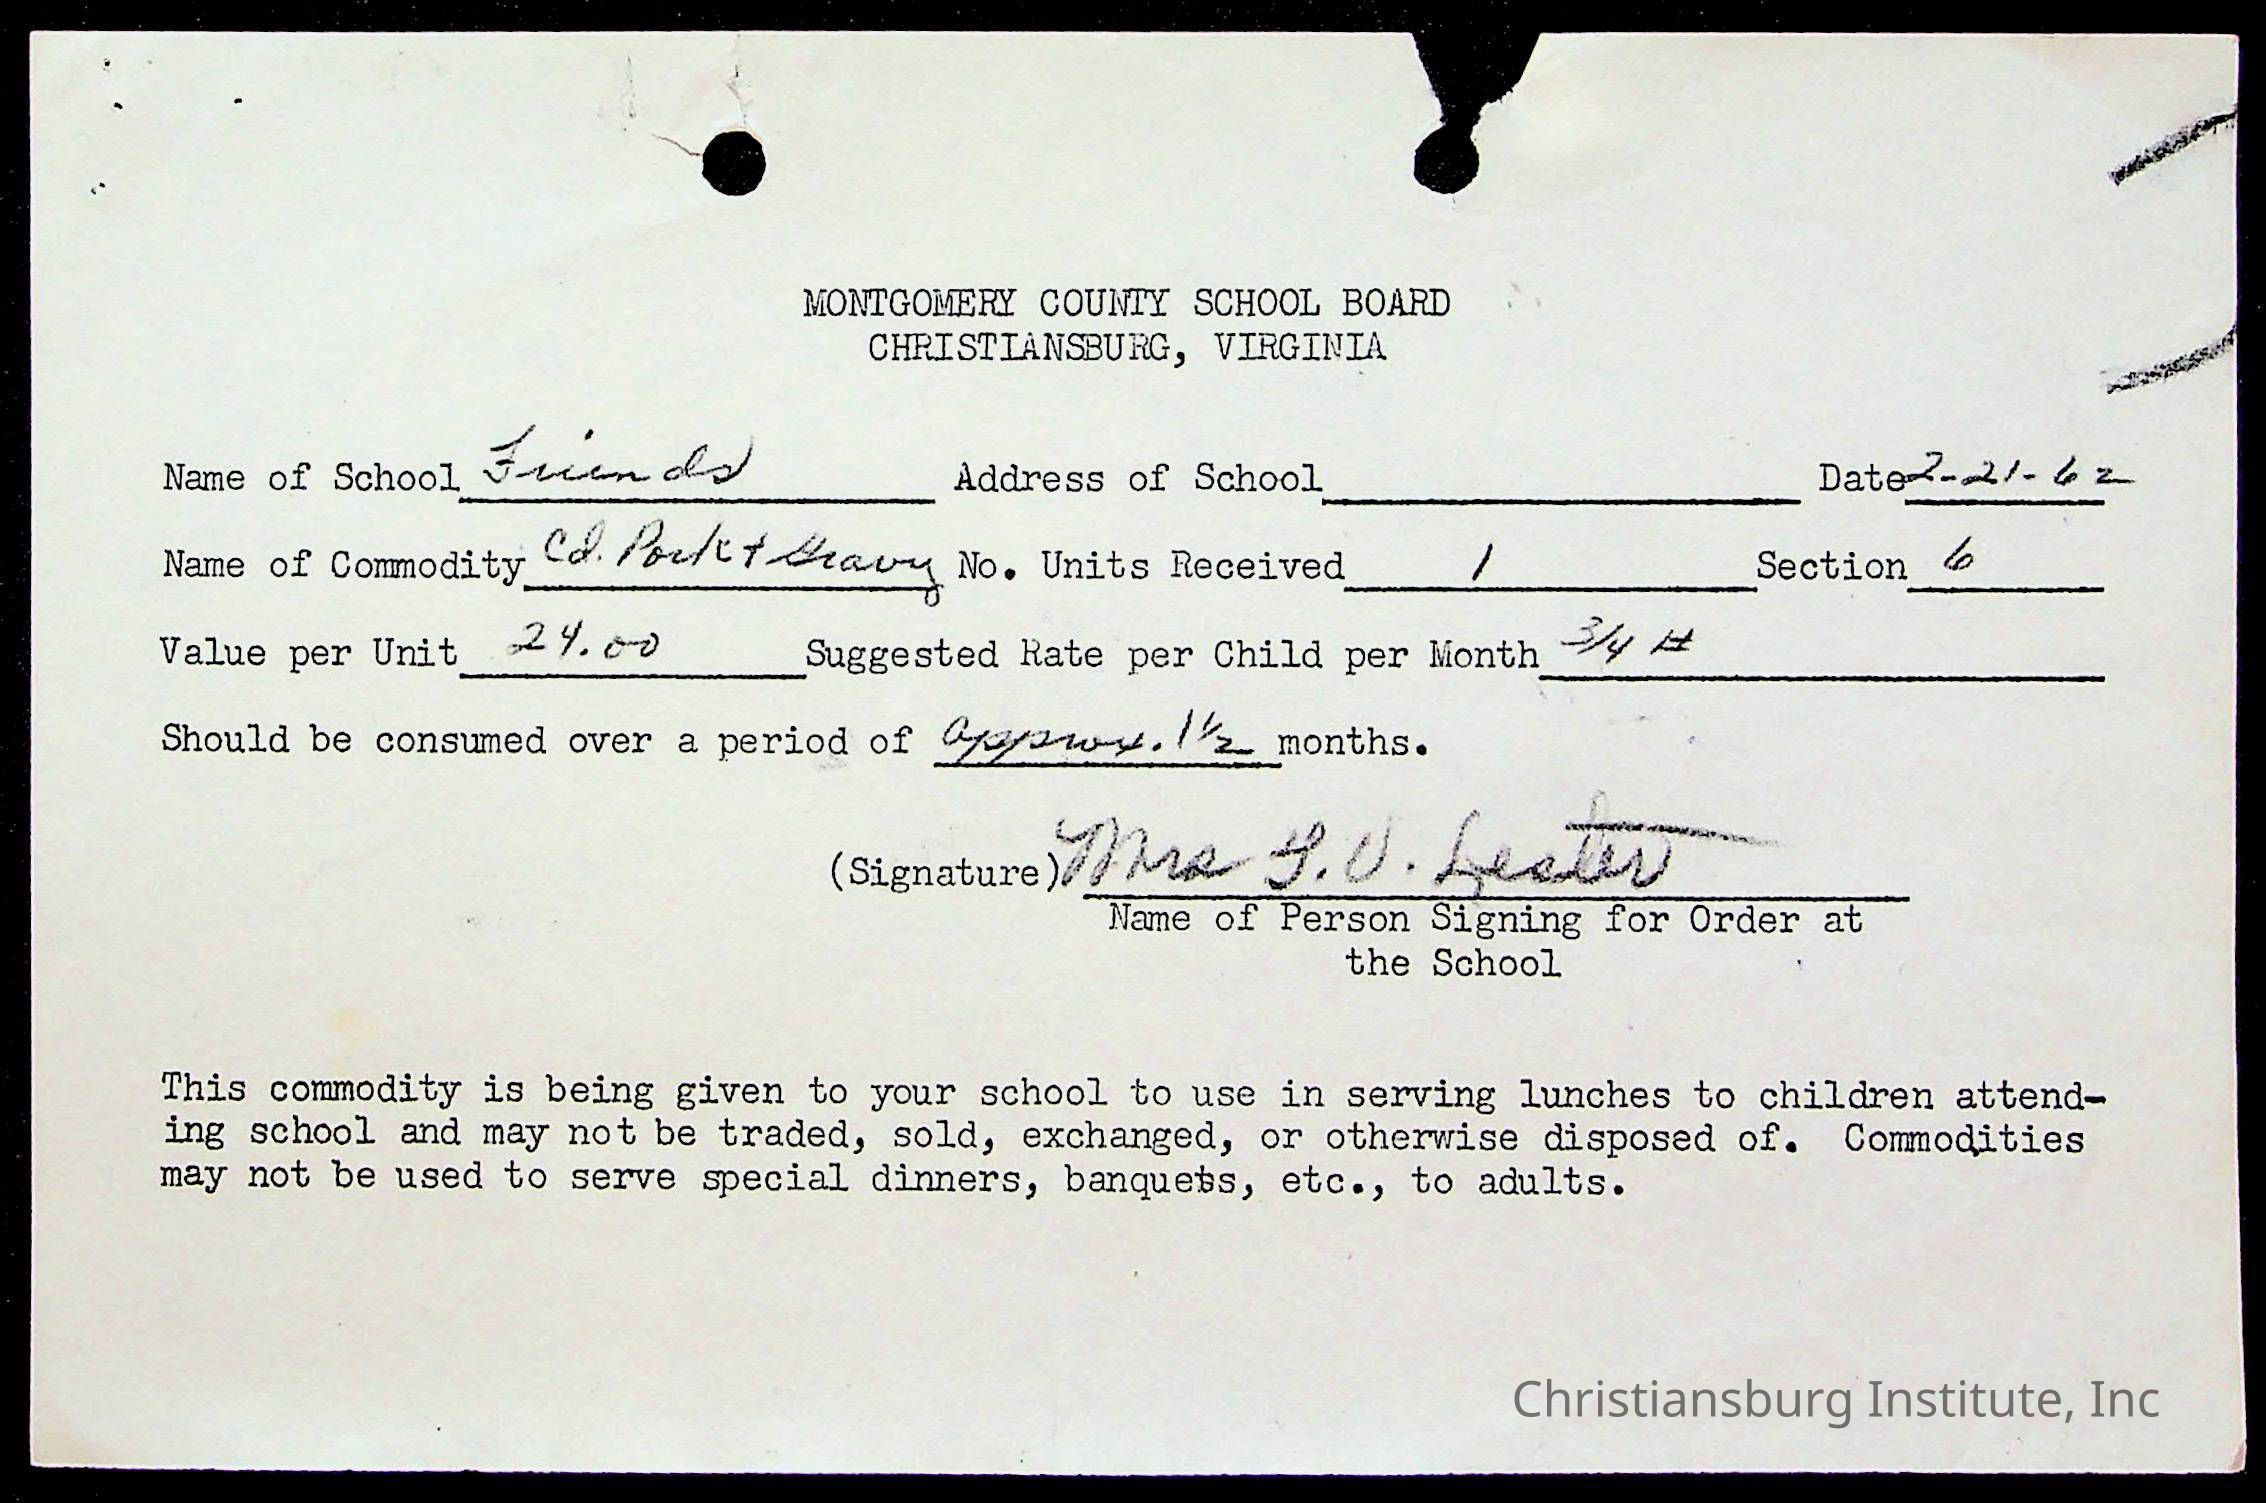 MONTGOMERY COUNTY SCHOOL BOARD
CHRISTIANSBURG, VIRGINIA
Name of School Friends Address of School Date 2-21-62
Name of Commodity Cd. Pork + Gravy No. Units Received 1 Section 6
Value per Unit 24.00 Suggested Rate per Child per Month 3/4 #
Should be consumed over a period of approx. 1 1/2 months.
(Signature) Mrs
Name of Person Signing for Order at
the School
This commodity is being given to your school to use in serving lunches to children attend-
ing school and may not be traded, sold, exchanged, or otherwise disposed of. Commodities
may not be used to serve special dinners, banquets, etc., to adults.
Christiansburg Institute, Inc